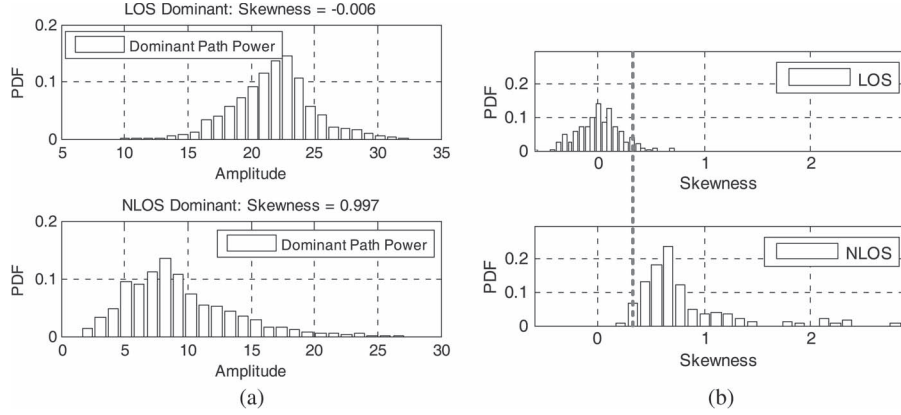 LOS Dominant: Skewness = -0.006
0.2
0.1
0
PDF
Dominant Path Power
5 10 15 20 25 30 35
Amplitude
NLOS Dominant: Skewness = 0.997
0.2
0.1
0
PDF
Dominant Path Power
0 5 10 15 20 25 30
Amplitude
(a)
0.2
0.1
0
PDF
LOS
0 1 2
Skewness
0.2
0.1
0
PDF
NLOS
0 1 2
Skewness
(b)